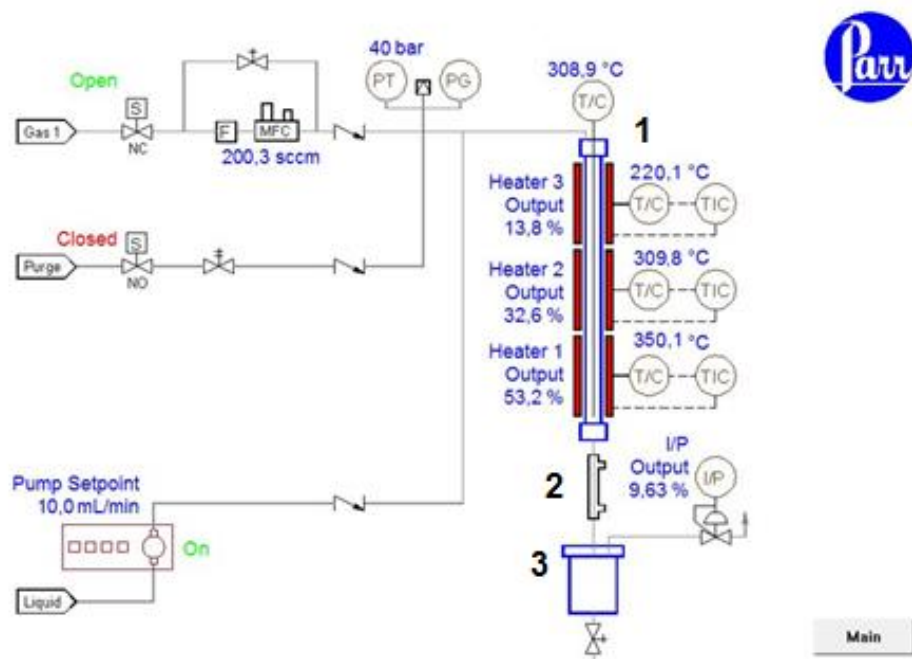 Parr
40 bar
308,9 °C
Open
PT
PG
T/C
1
S
Gas 1
F
MFC
NC
200,3 sccm
Heater 3
Output
13,8 %
220,1 °C
T/C
TIC
Closed
S
Purge
NO
Heater 2
Output
32,6 %
309,8 °C
T/C
TIC
Heater 1
Output
53,2 %
350,1 °C
T/C
TIC
I/P
Output
9,63 %
I/P
2
Pump Setpoint
10,0 mL/min
On
3
Liquid
Main